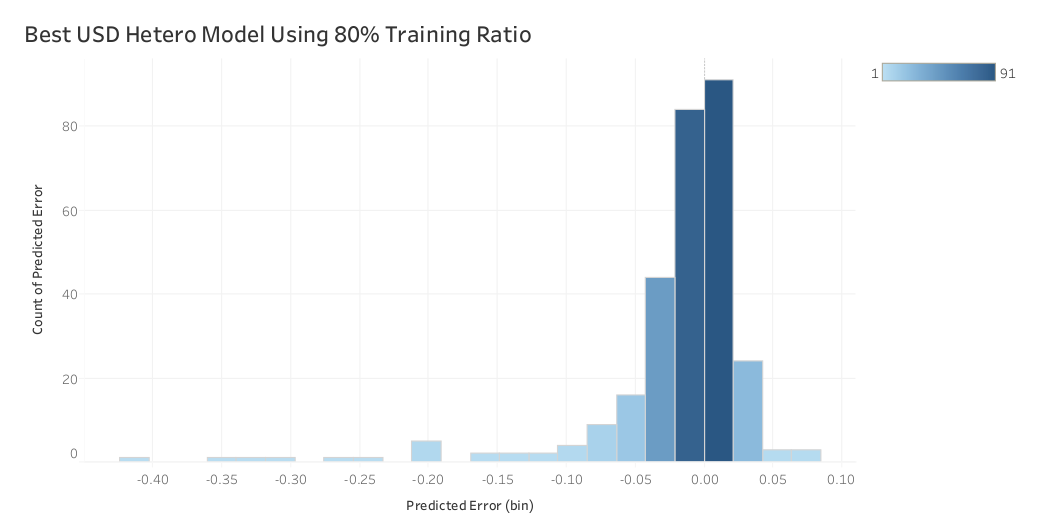 Best USD Hetero Model Using 80% Training Ratio
1 91
80
60
40
20
0
Count of Predicted Error
-0.40 -0.35 -0.30 -0.25 -0.20 -0.15 -0.10 -0.05 0.00 0.05 0.10
Predicted Error (bin)